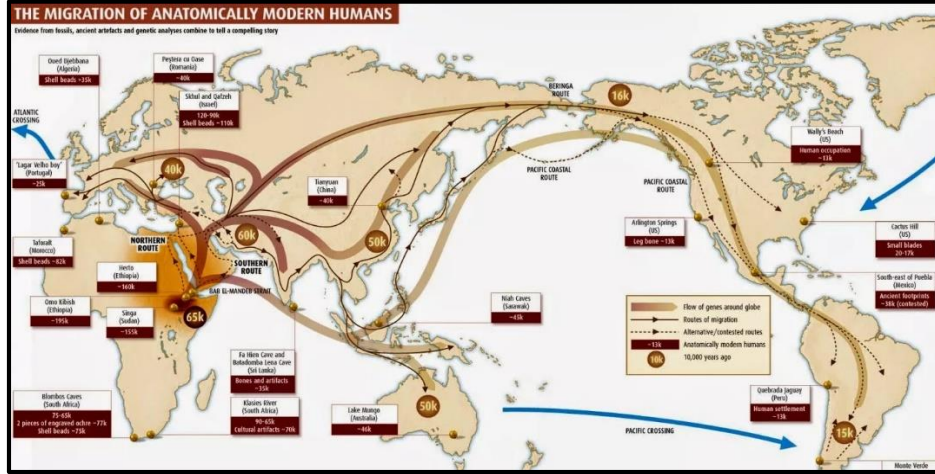 THE MIGRATION OF ANATOMICALLY MODERN HUMANS
Evidence from fossils, ancient artefacts and genetic analyses combine to tell a compelling story
Oued Djebbana
(Algeria)
Shell beads ~35k
Peştera cu Oase
(Romania)
~40k
Skhul and Qafzeh
(Israel)
120-90k
Shell beads ~110k
ATLANTIC
CROSSING
'Lagar Velho boy'
(Portugal)
~25k
Taforalt
(Morocco)
Shell beads ~82k
NORTHERN
ROUTE
SOUTHERN
ROUTE
BAB EL-MANDEB STRAIT
Herto
(Ethiopia)
~160k
Omo Kibish
(Ethiopia)
~195k
Singa
(Sudan)
~155k
40k
60k
65k
50k
Tianyuan
(China)
~40k
Fa Hien Cave and
Batadomba Lena Cave
(Sri Lanka)
Bones and artifacts
~35k
Niah Caves
(Sarawak)
~45k
Blombos Caves
(South Africa)
75-65k
2 pieces of engraved ochre ~77k
Shell beads ~75k
Klasies River
(South Africa)
90-65k
Cultural artifacts ~70k
Lake Mungo
(Australia)
50k
BERINGA
ROUTE
16k
PACIFIC COASTAL
ROUTE
PACIFIC COASTAL
ROUTE
Wally's Beach
(US)
Human occupation
~13k
Arlington Springs
(US)
Leg bone ~13k
Cactus Hill
(US)
Small blades
20-17k
South-east of Puebla
(Mexico)
Ancient footprints
~38k (contested)
Flow of genes around globe
Routes of migration
Alternative/contested routes
~13k
Anatomically modern humans
10k
10,000 years ago
Quebrada Jaguay
(Peru)
Human settlement
~13k
PACIFIC CROSSING
15k
Monte Verde